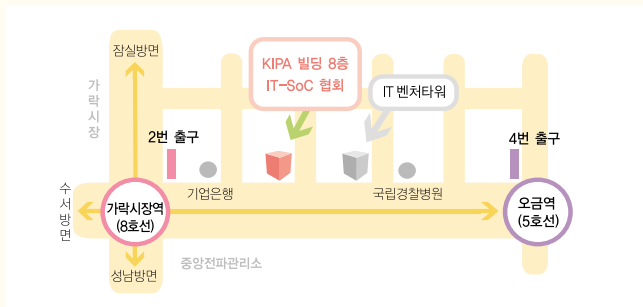 잠실방면
가락시장
KIPA 빌딩 8층
IT-SoC 협회
IT 벤처타워
2번 출구
4번 출구
기업은행
국립경찰병원
수서방면
가락시장역
(8호선)
오금역
(5호선)
성남방면
중앙전파관리소